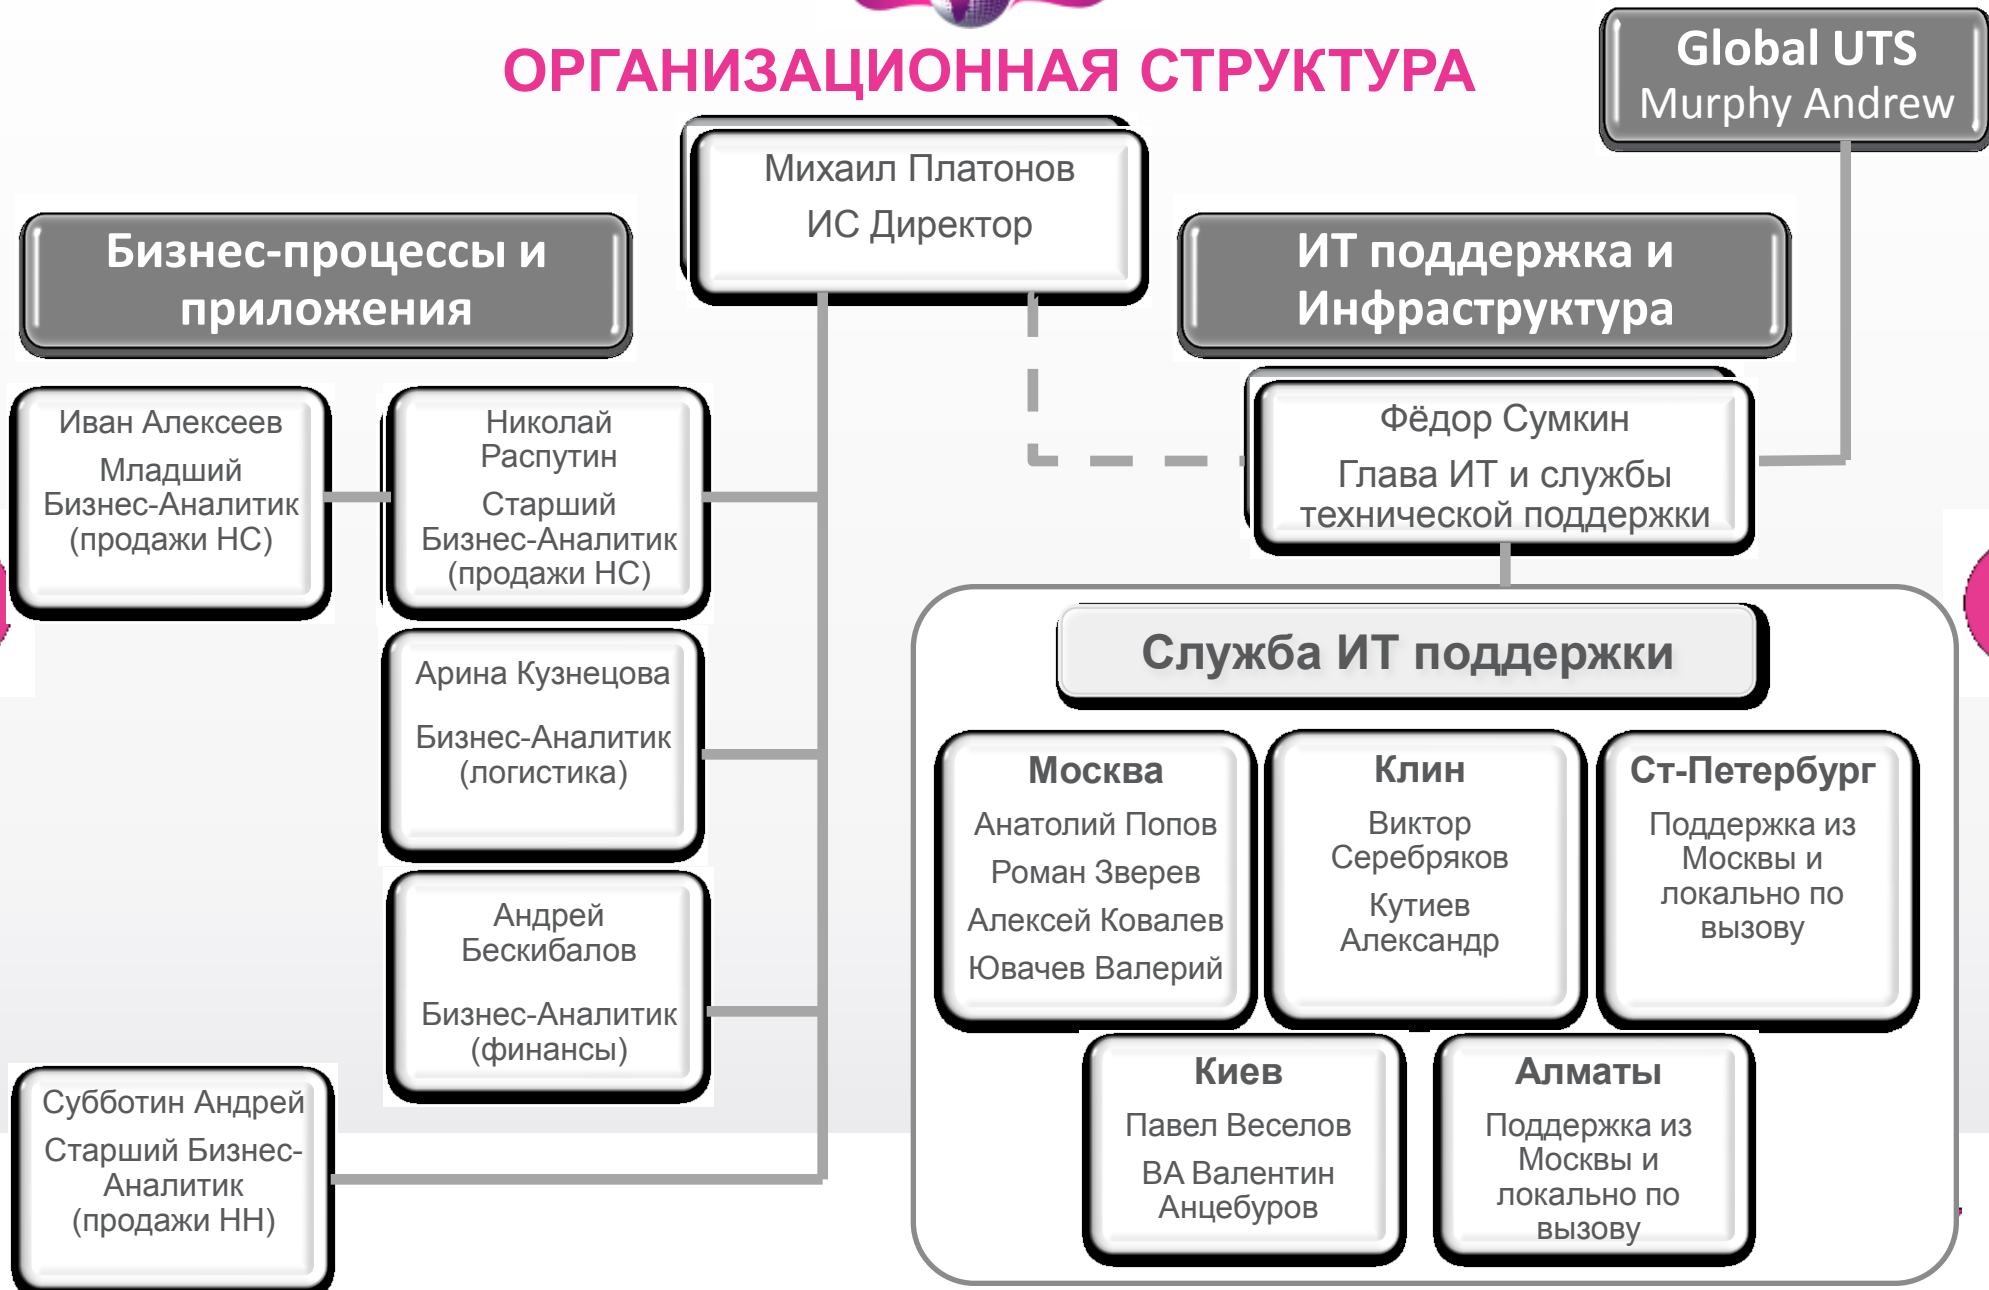 ОРГАНИЗАЦИОННАЯ СТРУКТУРА
Global UTS
Murphy Andrew
Михаил Платонов
ИС Директор
Бизнес-процессы и
приложения
ИТ поддержка и
Инфраструктура
Иван Алексеев
Младший
Бизнес-Аналитик
(продажи НС)
Николай
Распутин
Старший
Бизнес-Аналитик
(продажи НС)
Фёдор Сумкин
Глава ИТ и службы
технической поддержки
Арина Кузнецова
Бизнес-Аналитик
(логистика)
Андрей
Бескибалов
Бизнес-Аналитик
(финансы)
Субботин Андрей
Старший Бизнес-
Аналитик
(продажи НН)
Служба ИТ поддержки
Москва
Анатолий Попов
Роман Зверев
Алексей Ковалев
Ювачев Валерий
Клин
Виктор
Серебряков
Кутиев
Александр
Ст-Петербург
Поддержка из
Москвы и
локально по
вызову
Киев
Павел Веселов
ВА Валентин
Анцебуров
Алматы
Поддержка из
Москвы и
локально по
вызову